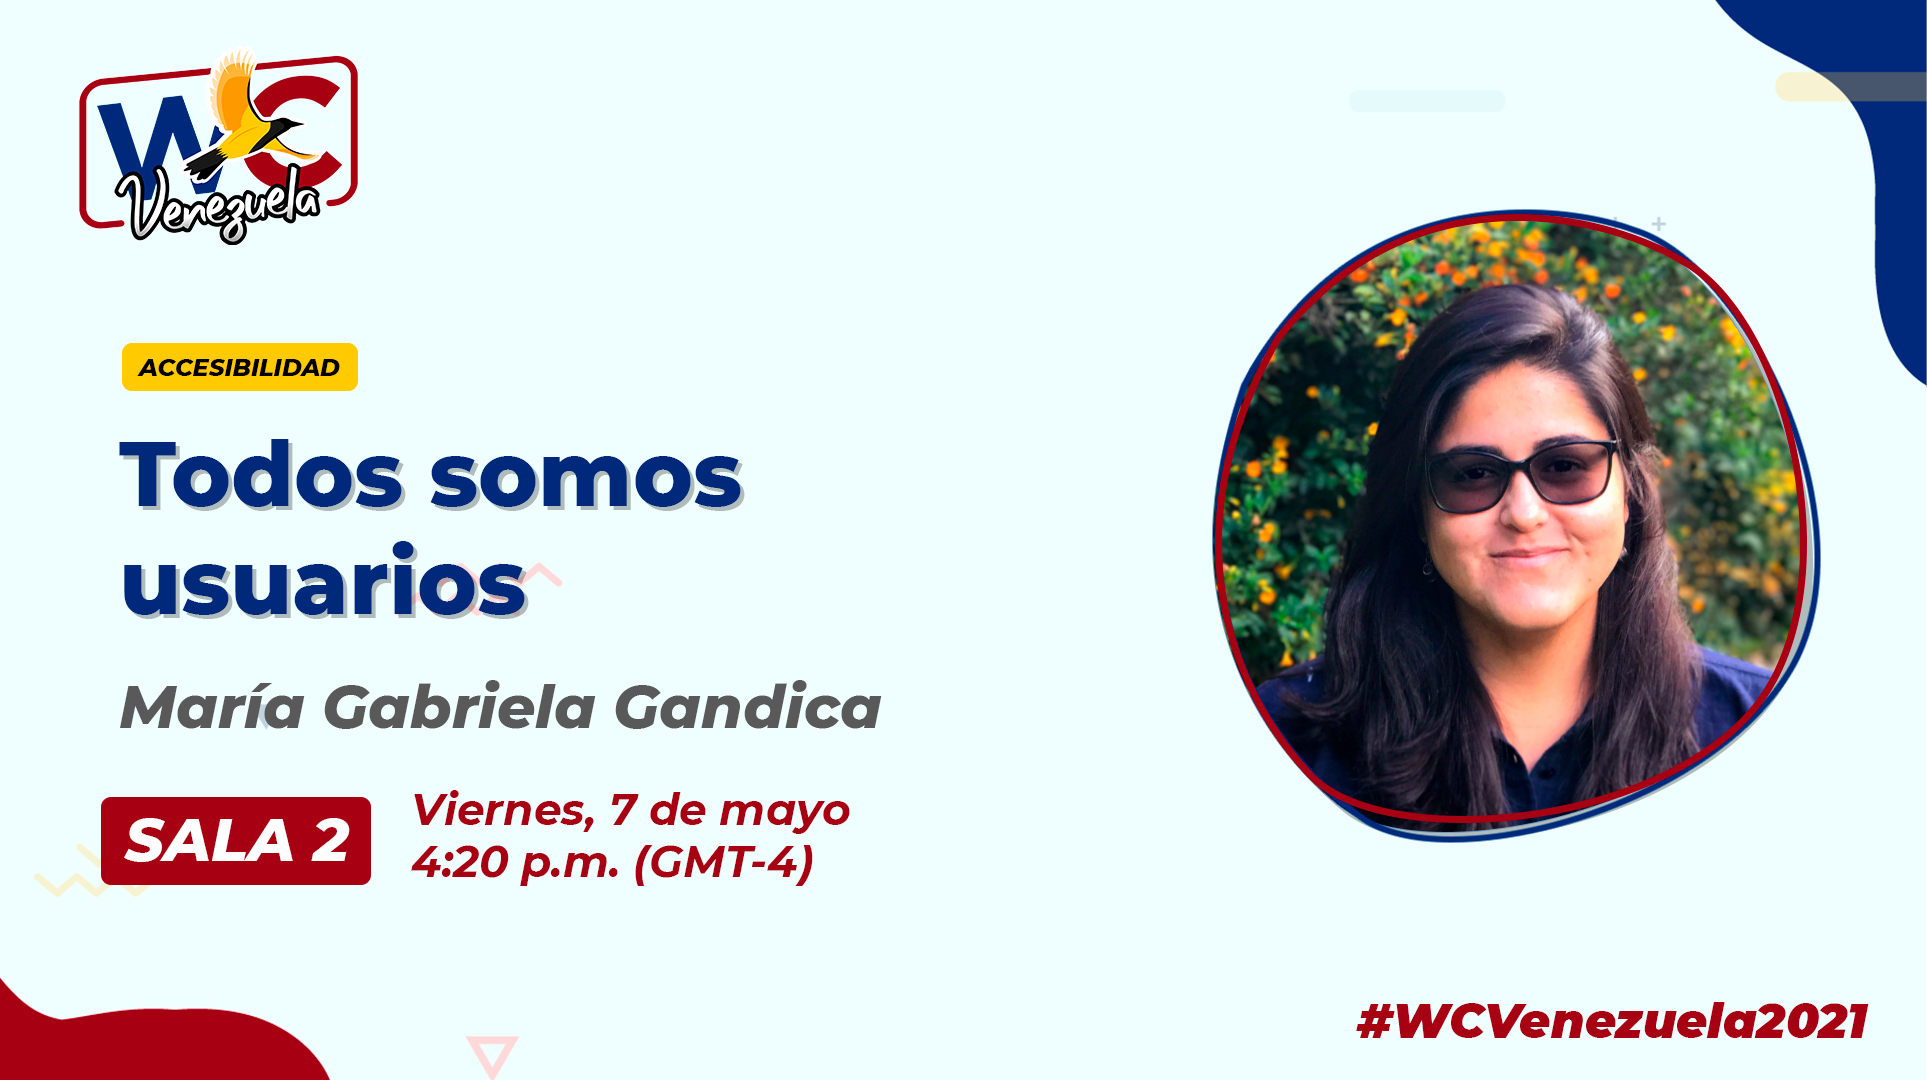 WC
Venezuela
ACCESIBILIDAD
Todos somos
usuarios
María Gabriela Gandica
SALA 2
Viernes, 7 de mayo
4:20 p.m. (GMT-4)
#WCVenezuela2021